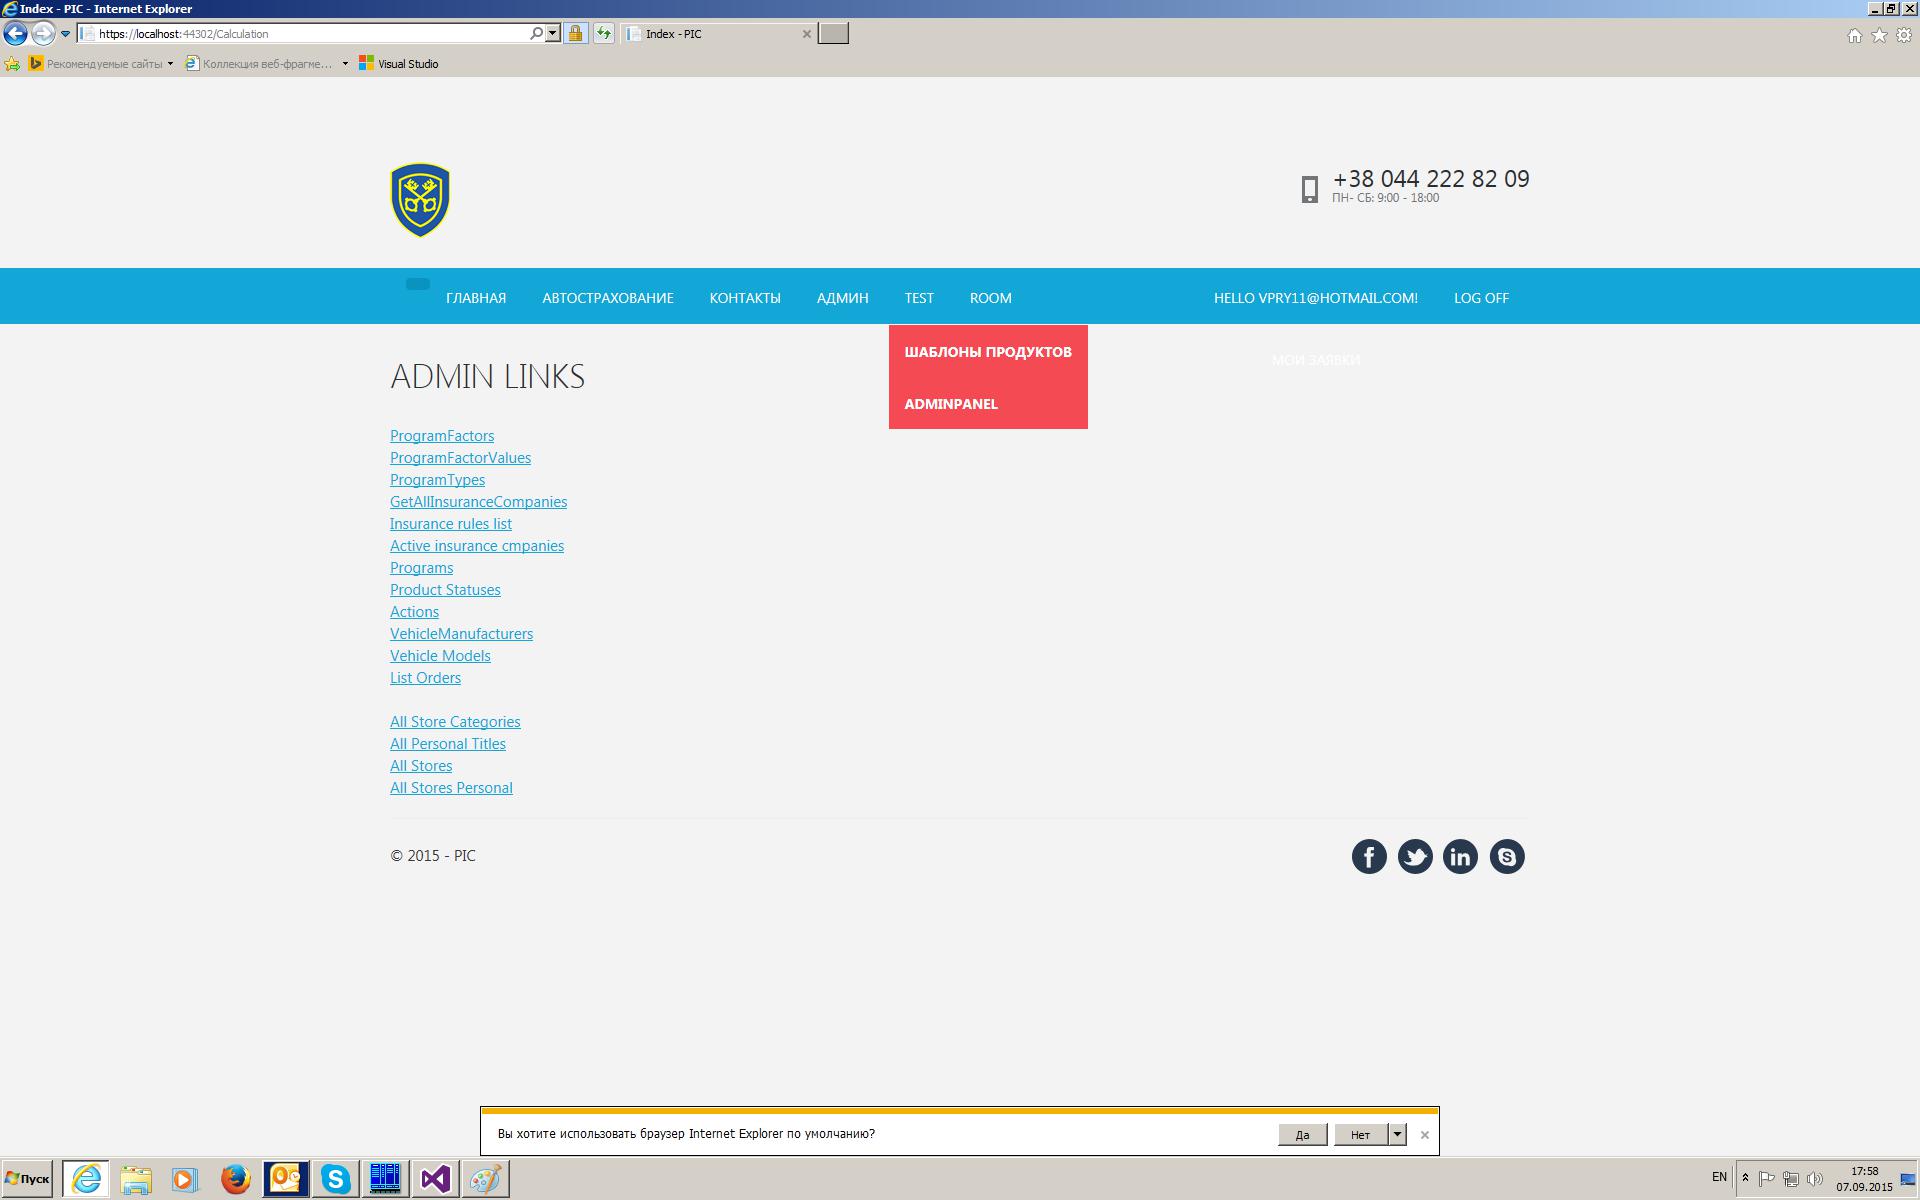 Index - PIC - Internet Explorer
https://localhost:44302/Calculation
Index - PIC
Рекомендуемые сайты
Коллекция веб-фрагме...
Visual Studio
+38 044 222 82 09
ПН- СБ: 9:00 - 18:00
ГЛАВНАЯ АВТОСТРАХОВАНИЕ КОНТАКТЫ АДМИН TEST ROOM HELLO VPRY11@HOTMAIL.COM! LOG OFF
ШАБЛОНЫ ПРОДУКТОВ
МОИ ЗАЯВКИ
ADMINPANEL
ADMIN LINKS
ProgramFactors
ProgramFactorValues
ProgramTypes
GetAllInsuranceCompanies
Insurance rules list
Active insurance cmpanies
Programs
Product Statuses
Actions
VehicleManufacturers
Vehicle Models
List Orders
All Store Categories
All Personal Titles
All Stores
All Stores Personal
© 2015 - PIC
Вы хотите использовать браузер Internet Explorer по умолчанию?
Да
Нет
Пуск
EN
17:58
07.09.2015